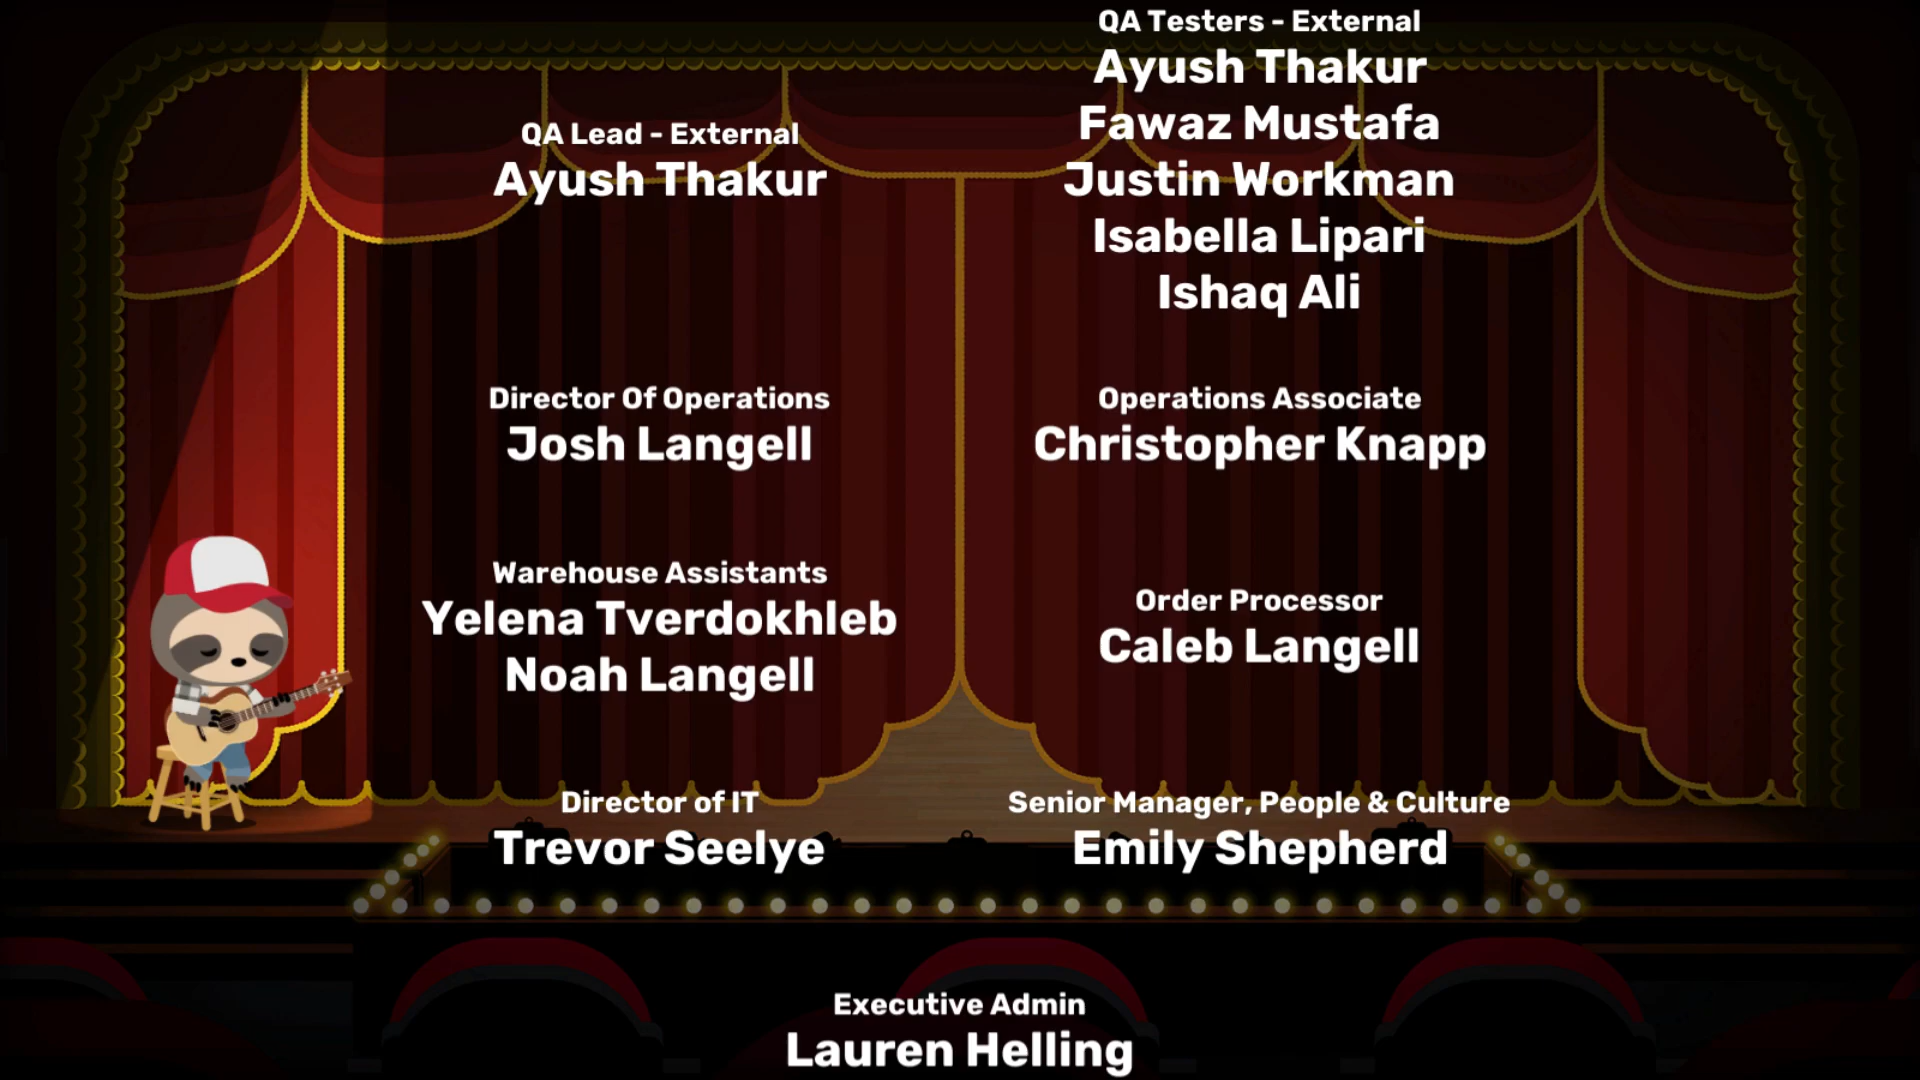 QA Lead - External
Ayush Thakur
QA Testers - External
Ayush Thakur
Fawaz Mustafa
Justin Workman
Isabella Lipari
Ishaq Ali
Director Of Operations
Josh Langell
Operations Associate
Christopher Knapp
Warehouse Assistants
Yelena Tverdokhleb
Noah Langell
Order Processor
Caleb Langell
Director of IT
Trevor Seelye
Senior Manager, People & Culture
Emily Shepherd
Executive Admin
Lauren Helling